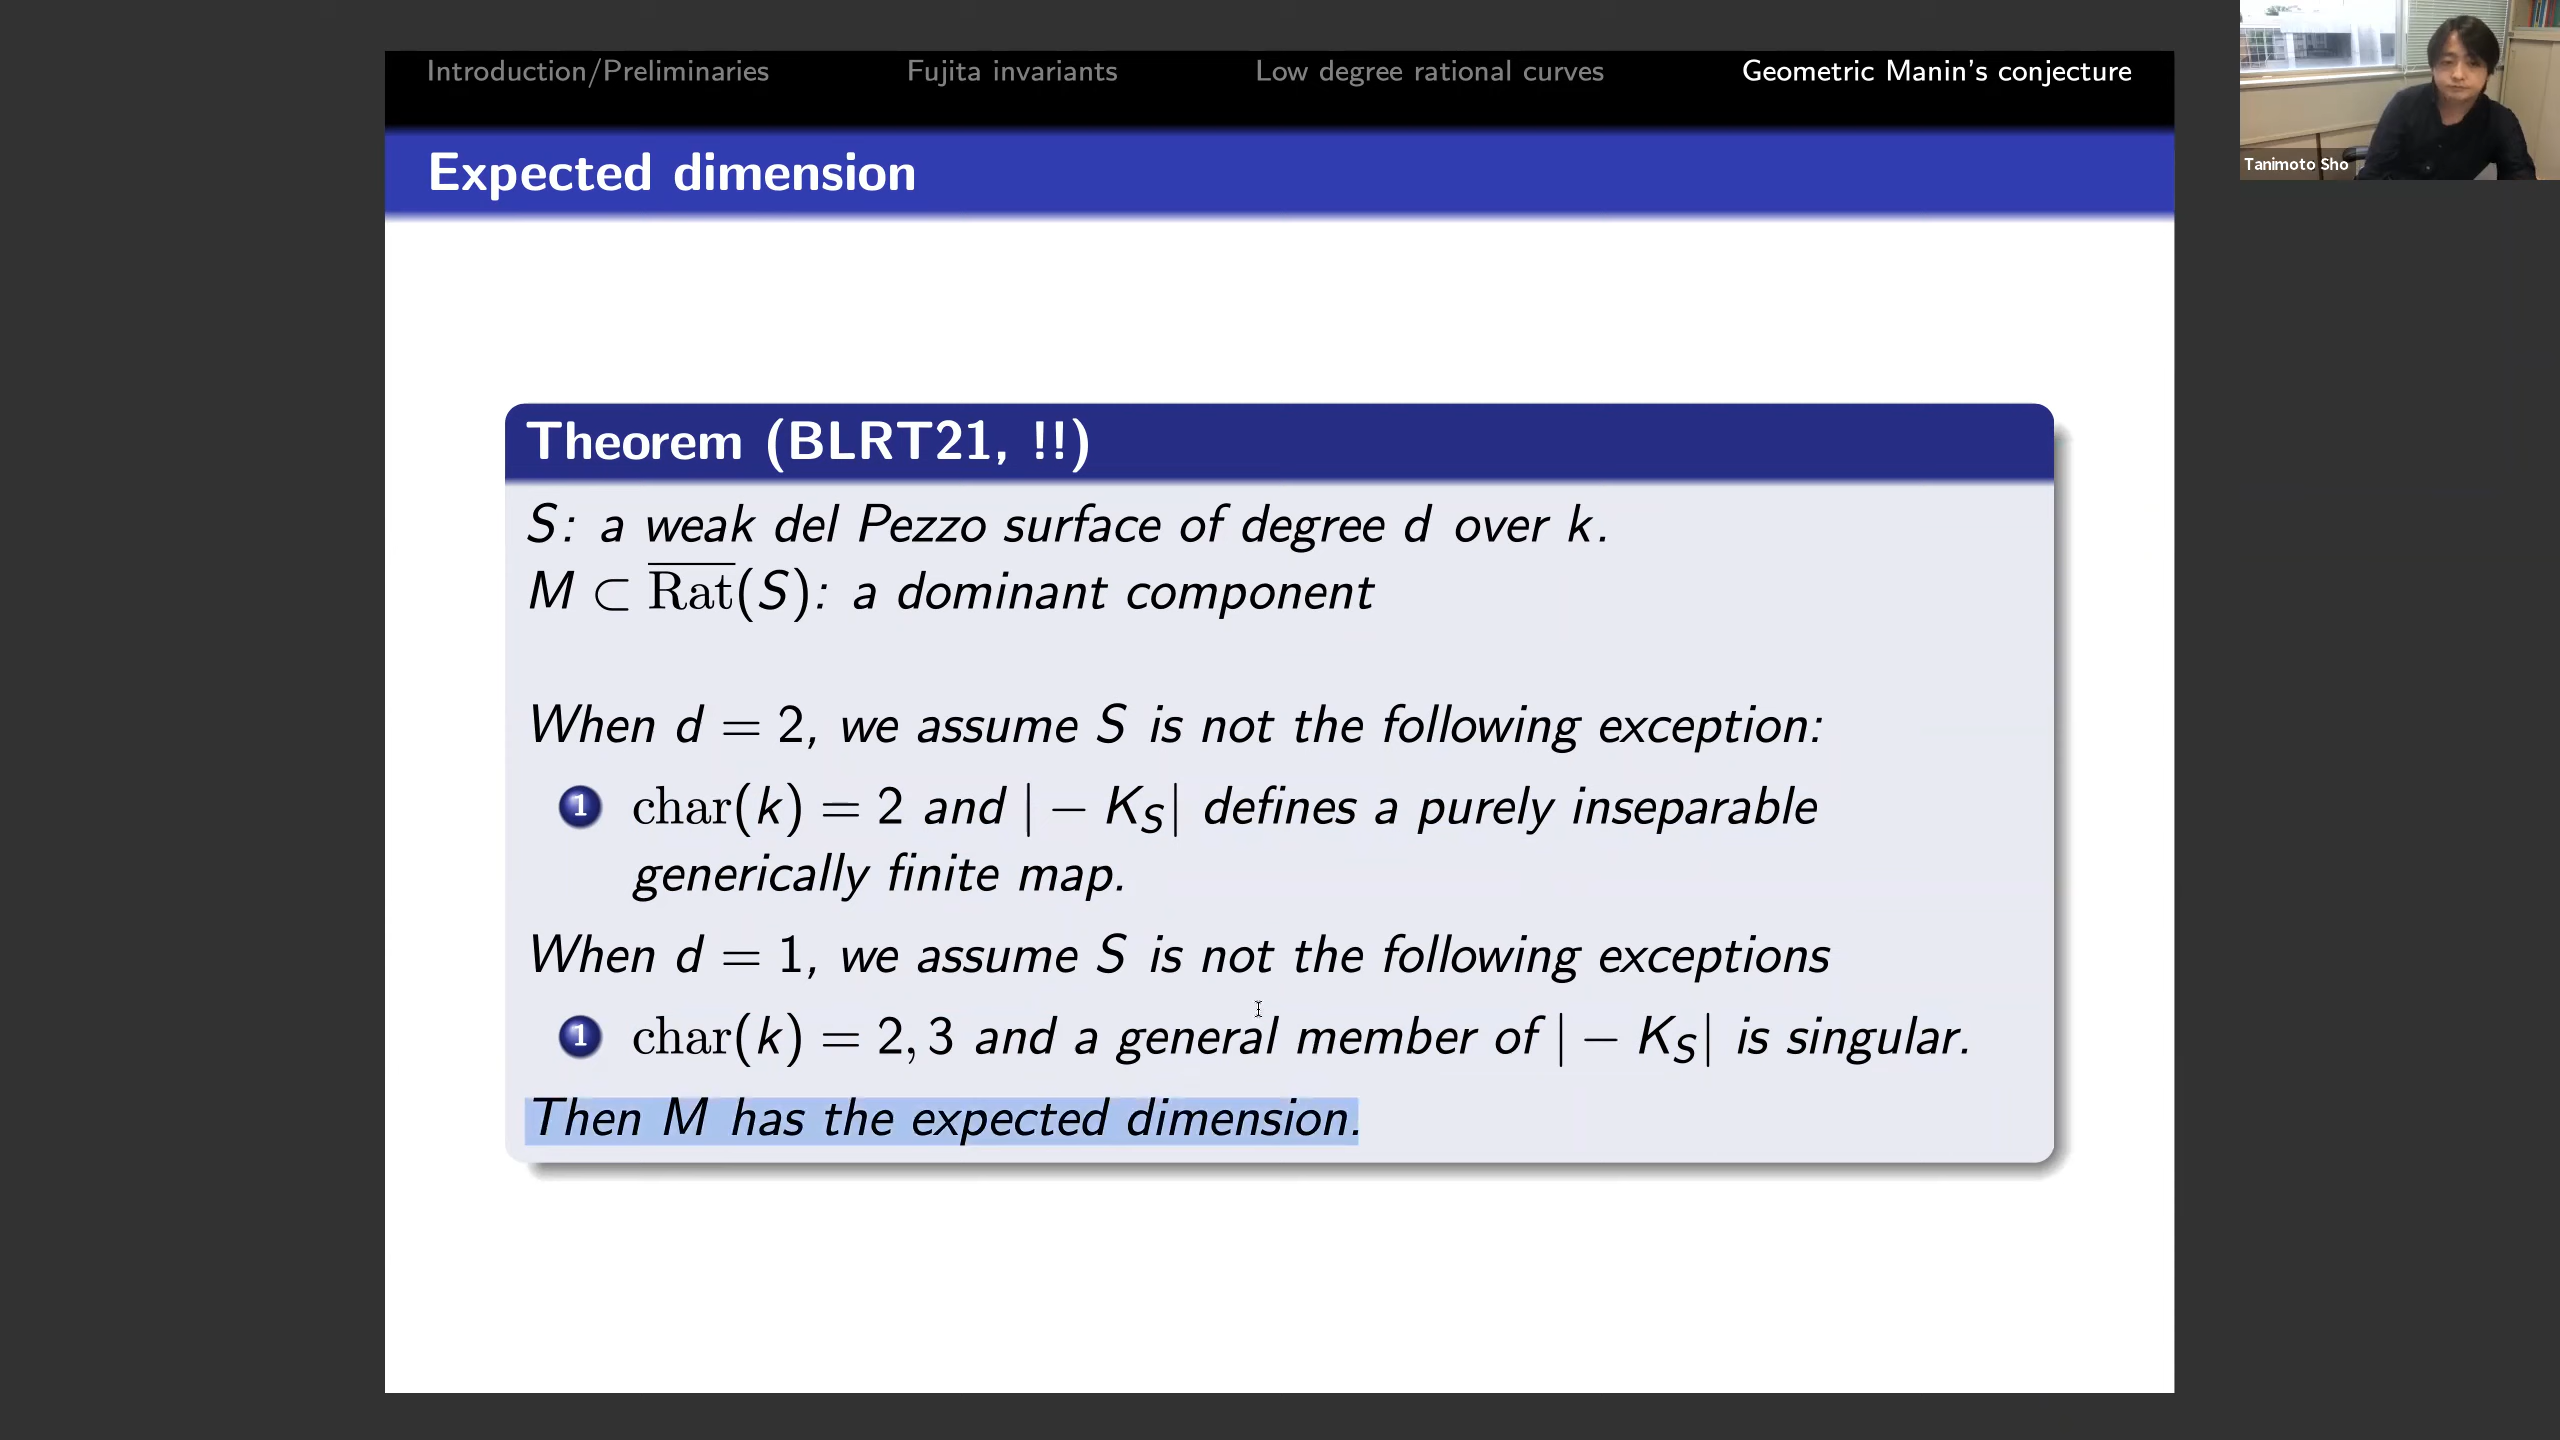 Introduction/Preliminaries Fujita invariants Low degree rational curves Geometric Manin's conjecture
Tanimoto Sho
Expected dimension
Theorem (BLRT21, !!)
S: a weak del Pezzo surface of degree d over k.
M ⊂ \overline{Rat}(S): a dominant component
When d = 2, we assume S is not the following exception:
1 char(k) = 2 and | − K_S| defines a purely inseparable
generically finite map.
When d = 1, we assume S is not the following exceptions
1 char(k) = 2, 3 and a general member of | − K_S| is singular.
Then M has the expected dimension.